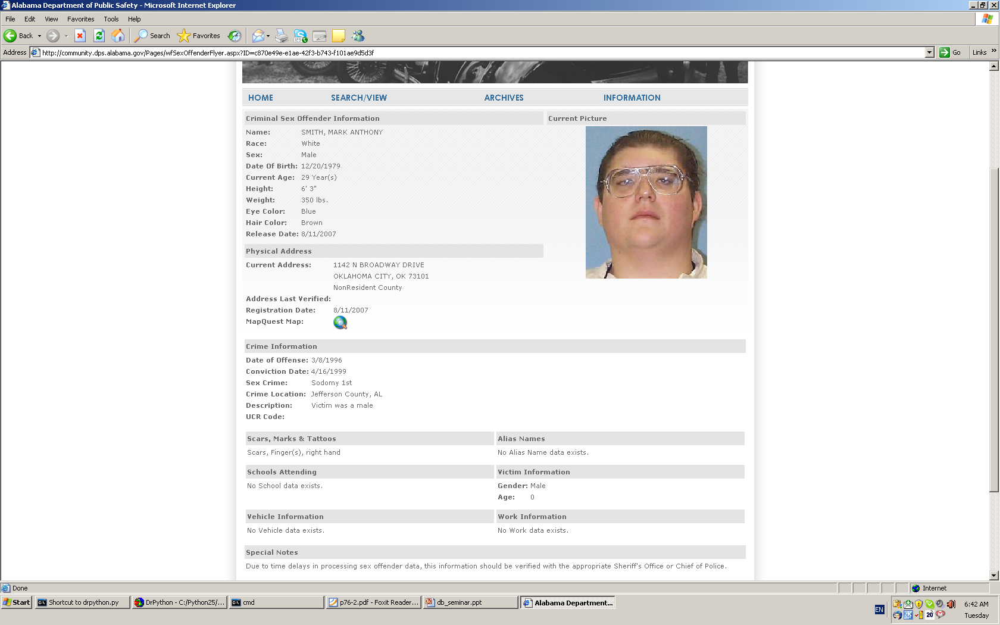 Alabama Department of Public Safety - Microsoft Internet Explorer
File Edit View Favorites Tools Help
Back Search Favorites
Address http://community.dps.alabama.gov/Pages/wfSexOffenderFlyer.aspx?ID=c870e49e-e1ae-42f3-b743-f101ae9d5d3f Go Links »
HOME SEARCH/VIEW ARCHIVES INFORMATION
Criminal Sex Offender Information Current Picture
Name: SMITH, MARK ANTHONY
Race: White
Sex: Male
Date Of Birth: 12/20/1979
Current Age: 29 Year(s)
Height: 6' 3"
Weight: 350 lbs.
Eye Color: Blue
Hair Color: Brown
Release Date: 8/11/2007
Physical Address
Current Address: 1142 N BROADWAY DRIVE
OKLAHOMA CITY, OK 73101
NonResident County
Address Last Verified:
Registration Date: 8/11/2007
MapQuest Map:
Crime Information
Date of Offense: 3/8/1996
Conviction Date: 4/16/1999
Sex Crime: Sodomy 1st
Crime Location: Jefferson County, AL
Description: Victim was a male
UCR Code:
Scars, Marks & Tattoos Alias Names
Scars, Finger(s), right hand No Alias Name data exists.
Schools Attending Victim Information
No School data exists. Gender: Male
Age: 0
Vehicle Information Work Information
No Vehicle data exists. No Work data exists.
Special Notes
Due to time delays in processing sex offender data, this information should be verified with the appropriate Sheriff's Office or Chief of Police.
Done Internet
Start Shortcut to drpython.py DrPython - C:/Python25/... cmd p76-2.pdf - Foxit Reader... db_seminar.ppt Alabama Department... EN 20 6:42 AM
Tuesday